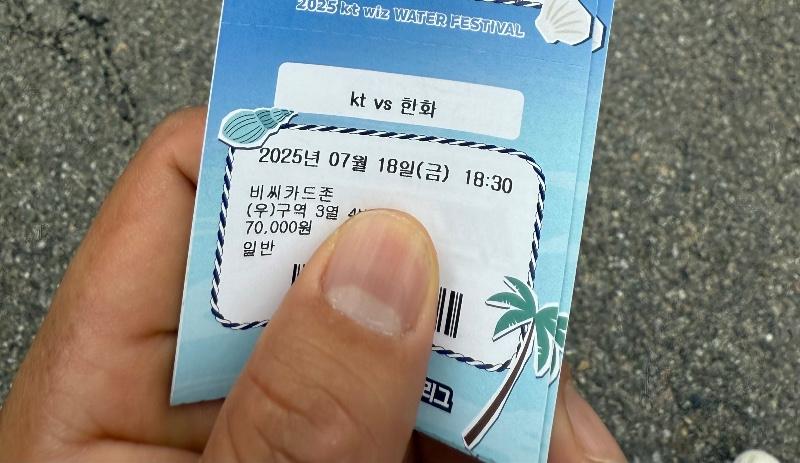 2025 kt wiz WATER FESTIVAL
kt vs 한화
2025년 07월 18일(금) 18:30
비씨카드존
(우)구역 3열
70,000원
일반
리그